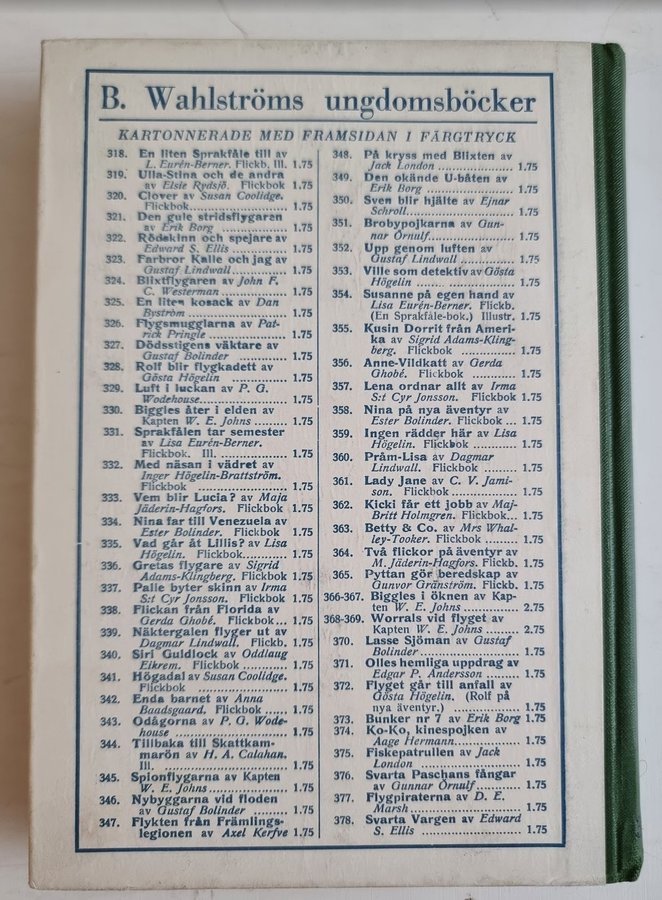 B. Wahlströms ungdomsböcker
KARTONNERADE MED FRAMSIDAN I FÄRGTRYCK
318. En liten Sprakfåle till av
L. Eurén-Berner. Flickb. Ill. 1.75
319. Ulla-Stina och de andra
av Elsie Rydsjö. Flickbok 1.75
320. Clover av Susan Coolidge.
Flickbok.................... 1.75
321. Den gule stridsflygaren
av Erik Borg ............... 1.75
322. Rödskinn och spejare av
Edward S. Ellis ............ 1.75
323. Farbror Kalle och jag av
Gustaf Lindwall............. 1.75
324. Blixtflygaren av John F.
C. Westerman ............... 1.75
325. En liten kosack av Dan
Byström .................... 1.75
326. Flygsmugglarna av Pat-
rick Pringle ............... 1.75
327. Dödsstigens väktare av
Gustaf Bolinder ............ 1.75
328. Rolf blir flygkadett av
Gösta Högelin .............. 1.75
329. Luft i luckan av P. G.
Wodehouse................... 1.75
330. Biggles åter i elden av
Kapten W. E. Johns ......... 1.75
331. Sprakfålen tar semester
av Lisa Eurén-Berner.
Flickbok. Ill. ............. 1.75
332. Med näsan i vädret av
Inger Högelin-Brattström.
Flickbok ................... 1.75
333. Vem blir Lucia? av Maja
Jäderin-Hagfors. Flickbok 1.75
334. Nina far till Venezuela av
Ester Bolinder. Flickbok 1.75
335. Vad går åt Lillis? av Lisa
Högelin. Flickbok........... 1.75
336. Gretas flygare av Sigrid
Adams-Klingberg. Flickbok 1.75
337. Palle byter skinn av Irma
S:t Cyr Jonsson. Flickbok 1.75
338. Flickan från Florida av
Gerda Ghobé. Flickbok... 1.75
339. Näktergalen flyger ut av
Dagmar Lindwall. Flickb. 1.75
340. Siri Guldlock av Oddlaug
Eikrem. Flickbok ........... 1.75
341. Högadal av Susan Coolidge.
Flickbok ................... 1.75
342. Enda barnet av Anna
Baadsgaard. Flickbok ...... 1.75
343. Odågorna av P. G. Wode-
house ...................... 1.75
344. Tillbaka till Skattkam-
marön av H. A. Calahan.
Ill. ....................... 1.75
345. Spionflygarna av Kapten
W. E. Johns................. 1.75
346. Nybyggarna vid floden
av Gustaf Bolinder ......... 1.75
347. Flykten från Främlings-
legionen av Axel Kerfve 1.75
348. På kryss med Blixten av
Jack London ................ 1.75
349. Den okände U-båten av
Erik Borg .................. 1.75
350. Sven blir hjälte av Ejnar
Schroll..................... 1.75
351. Brobypojkarna av Gun-
nar Örnulf.................. 1.75
352. Upp genom luften av
Gustaf Lindwall ............ 1.75
353. Ville som detektiv av Gösta
Högelin .................... 1.75
354. Susanne på egen hand av
Lisa Eurén-Berner. Flickb.
(En Sprakfåle-bok.) Illustr. 1.75
355. Kusin Dorrit från Ameri-
ka av Sigrid Adams-Kling-
berg. Flickbok ............. 1.75
356. Anne-Vildkatt av Gerda
Ghobé. Flickbok ............ 1.75
357. Lena ordnar allt av Irma
S:t Cyr Jonsson. Flickbok 1.75
358. Nina på nya äventyr av
Ester Bolinder. Flickbok ... 1.75
359. Ingen rädder här av Lisa
Högelin. Flickbok .......... 1.75
360. Pråm-Lisa av Dagmar
Lindwall. Flickbok ......... 1.75
361. Lady Jane av C. V. Jami-
son. Flickbok .............. 1.75
362. Kicki får ett jobb av Maj-
Britt Holmgren. Flickbok... 1.75
363. Betty & Co. av Mrs Whal-
ley-Tooker. Flickbok ....... 1.75
364. Två flickor på äventyr av
M. Jäderin-Hagfors. Flickb. 1.75
365. Pyttan gör beredskap av
Gunvor Gränström. Flickb. 1.75
366-367. Biggles i öknen av Kap-
ten W. E. Johns ............ 2.75
368-369. Worrals vid flyget av
Kapten W. E. Johns ......... 2.75
370. Lasse Sjöman av Gustaf
Bolinder.................... 1.75
371. Olles hemliga uppdrag av
Edgar P. Andersson ......... 1.75
372. Flyget går till anfall av
Gösta Högelin. (Rolf på
nya äventyr.) .............. 1.75
373. Bunker nr 7 av Erik Borg 1.75
374. Ko-Ko, kinespojken av
Aage Hermann................ 1.75
375. Fiskepatrullen av Jack
London ..................... 1.75
376. Svarta Paschans fångar
av Gunnar Örnulf............ 1.75
377. Flygpiraterna av D. E.
Marsh....................... 1.75
378. Svarta Vargen av Edward
S. Ellis ................... 1.75